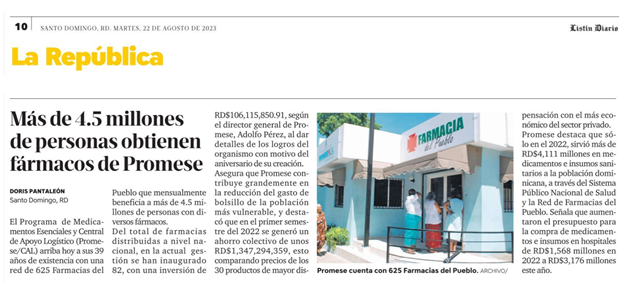 10 SANTO DOMINGO, RD. MARTES, 22 DE AGOSTO DE 2023 Listín Diario
La República
Más de 4.5 millones
de personas obtienen
fármacos de Promese
DORIS PANTALEÓN
Santo Domingo, RD
El Programa de Medica-
mentos Esenciales y Central
de Apoyo Logístico (Prome-
se/CAL) arriba hoy a sus 39
años de existencia con una
red de 625 Farmacias del
Pueblo que mensualmente
beneficia a más de 4.5 mi-
llones de personas con di-
versos fármacos.
Del total de farmacias
distribuidas a nivel na-
cional, en la actual ges-
tión se han inaugurado
82, con una inversión de
RD$106,115,850.91, según
el director general de Pro-
mese, Adolfo Pérez, al dar
detalles de los logros del
organismo con motivo del
aniversario de su creación.
Asegura que Promese con-
tribuye grandemente en
la reducción del gasto de
bolsillo de la población
más vulnerable, y desta-
có que en el primer semes-
tre del 2022 se generó un
ahorro colectivo de unos
RD$1,347,294,359, esto
comparando precios de los
30 productos de mayor dis-
FARMACIA
del Pueblo
Promese cuenta con 625 Farmacias del Pueblo. ARCHIVO/
pensación con el más eco-
nómico del sector privado.
Promese destaca que só-
lo en el 2022, sirvió más de
RD$4,111 millones en me-
dicamentos e insumos sani-
tarios a la población domi-
nicana, a través del Sistema
Público Nacional de Salud
y la Red de Farmacias del
Pueblo. Señala que aumen-
taron el presupuesto para
la compra de medicamen-
tos e insumos en hospitales
de RD$1,568 millones en
2022 a RD$3,176 millones
este año.